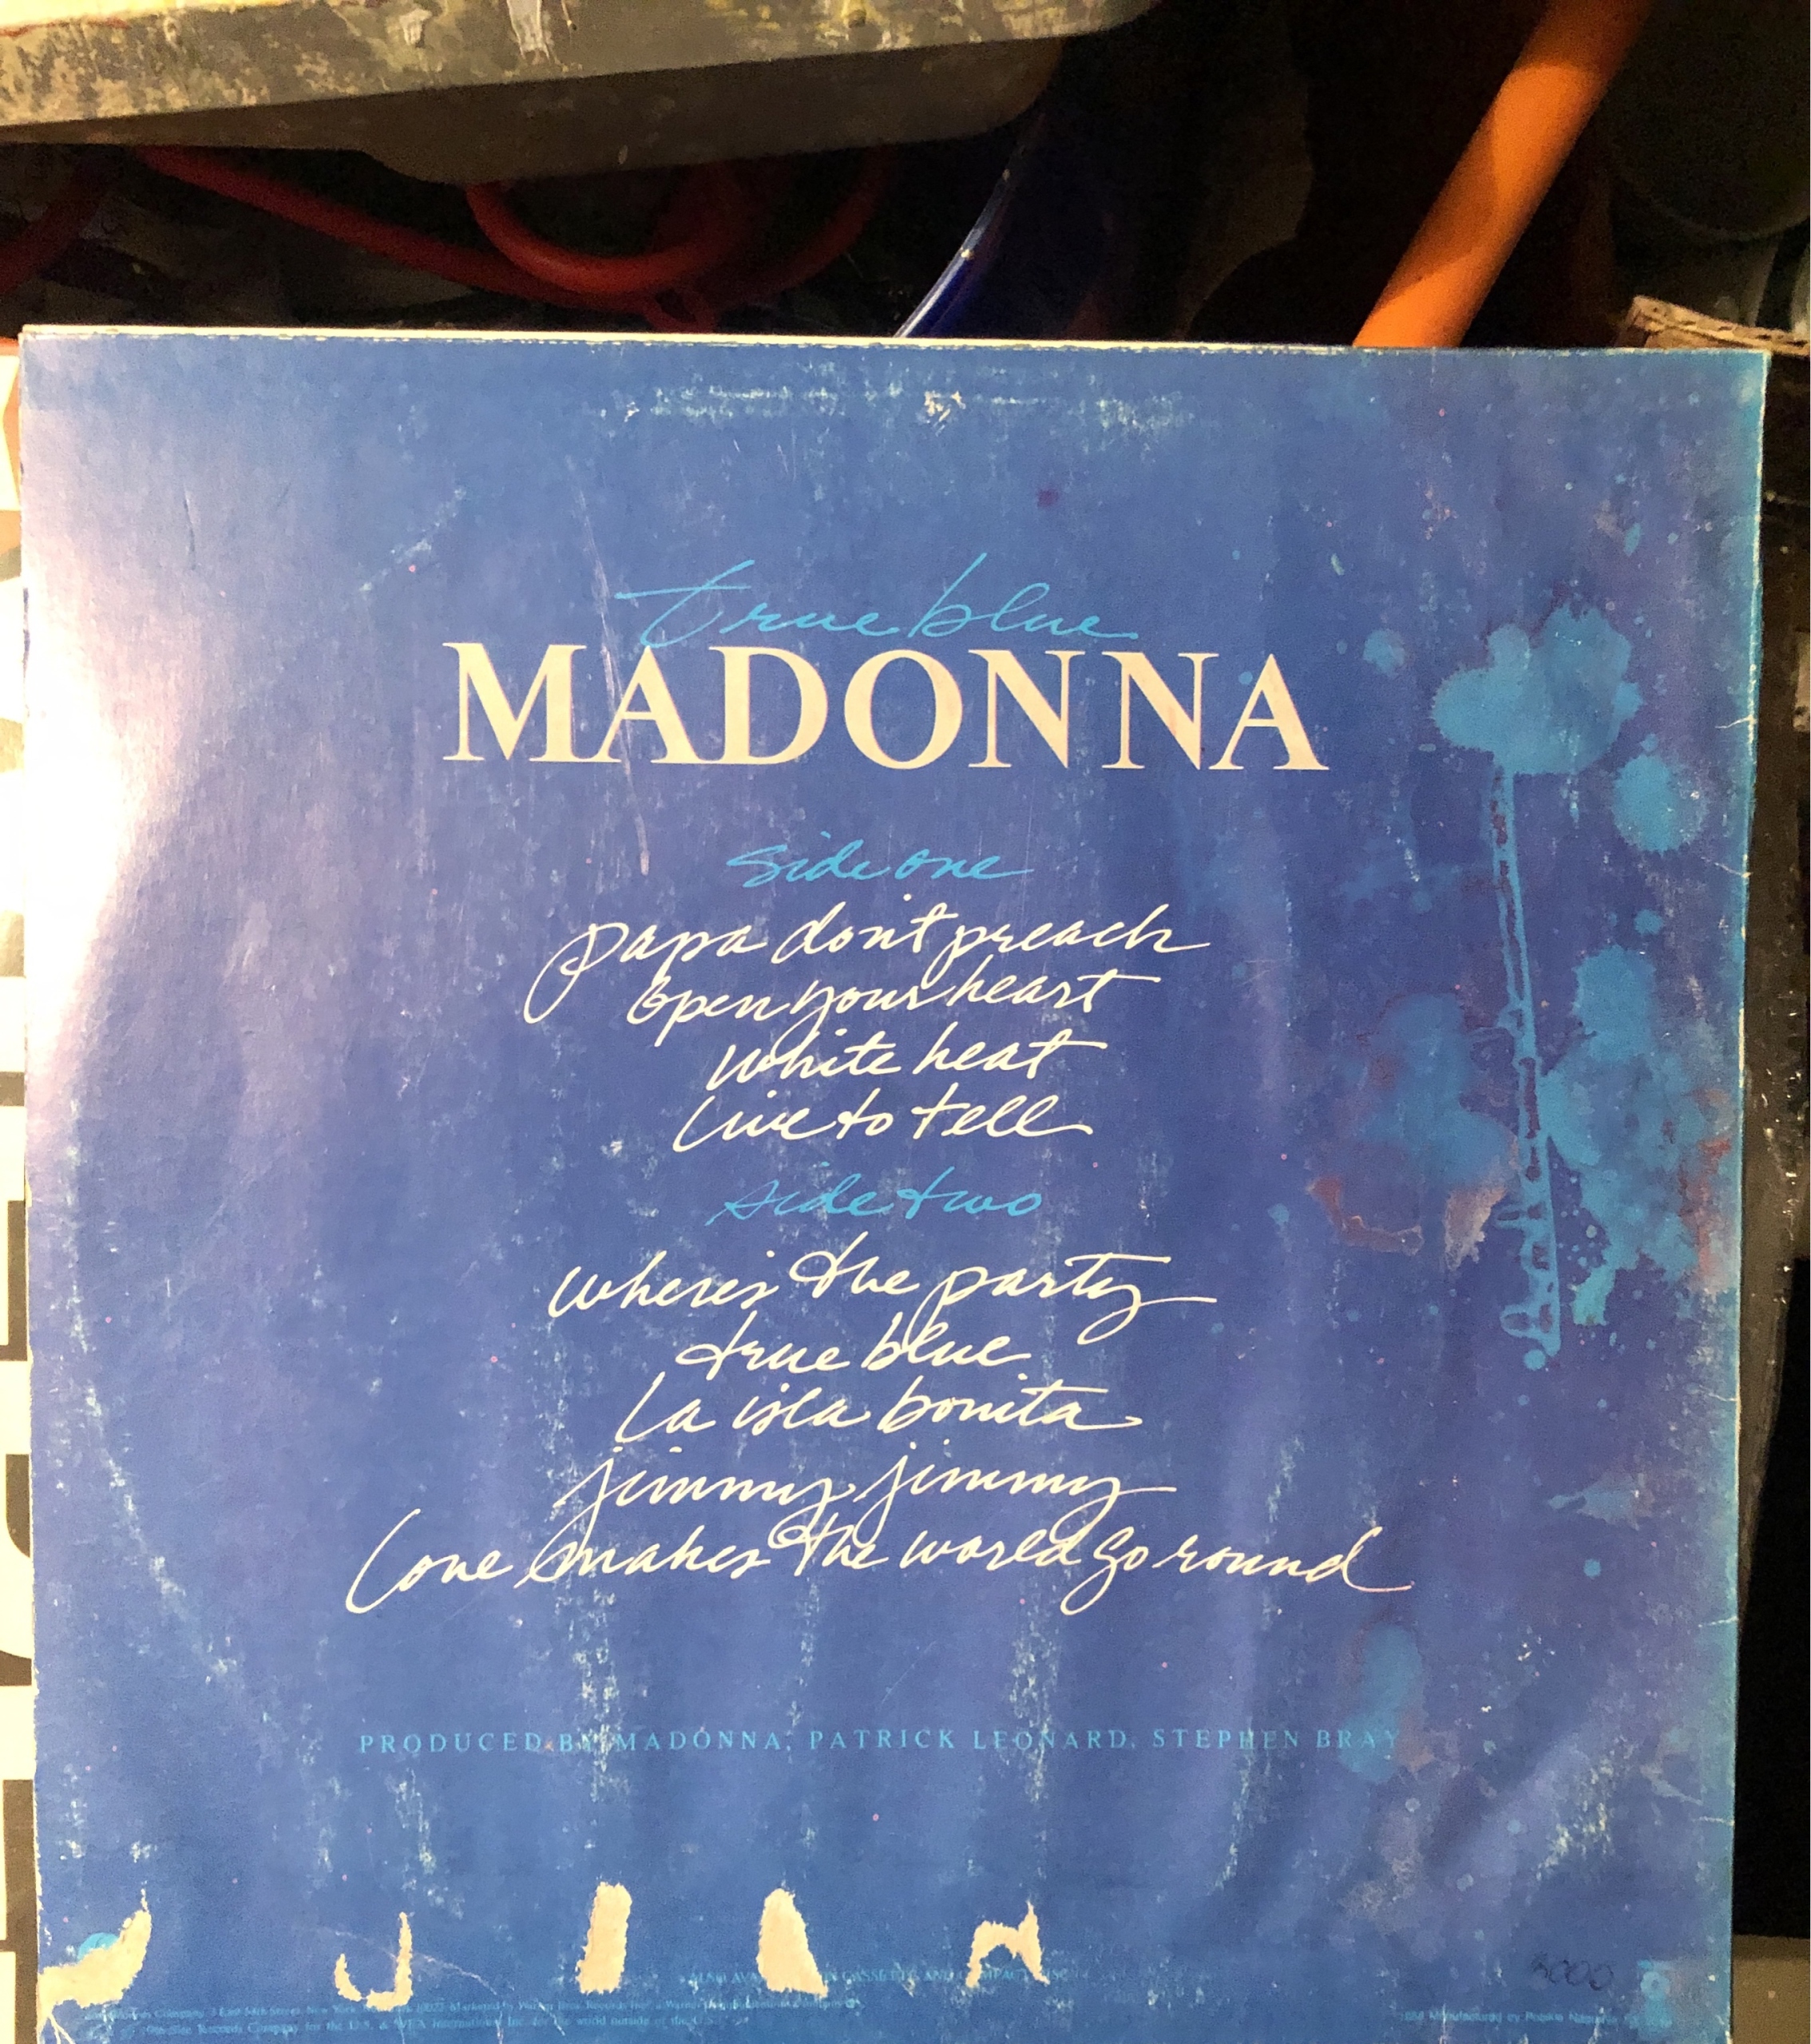 true blue
MADONNA
side one
papa don't preach
open your heart
white heat
live to tell
side two
where's the party
true blue
La isla bonita
jimmy jimmy
Love makes the world go round
PRODUCED BY MADONNA, PATRICK LEONARD, STEPHEN BRAY